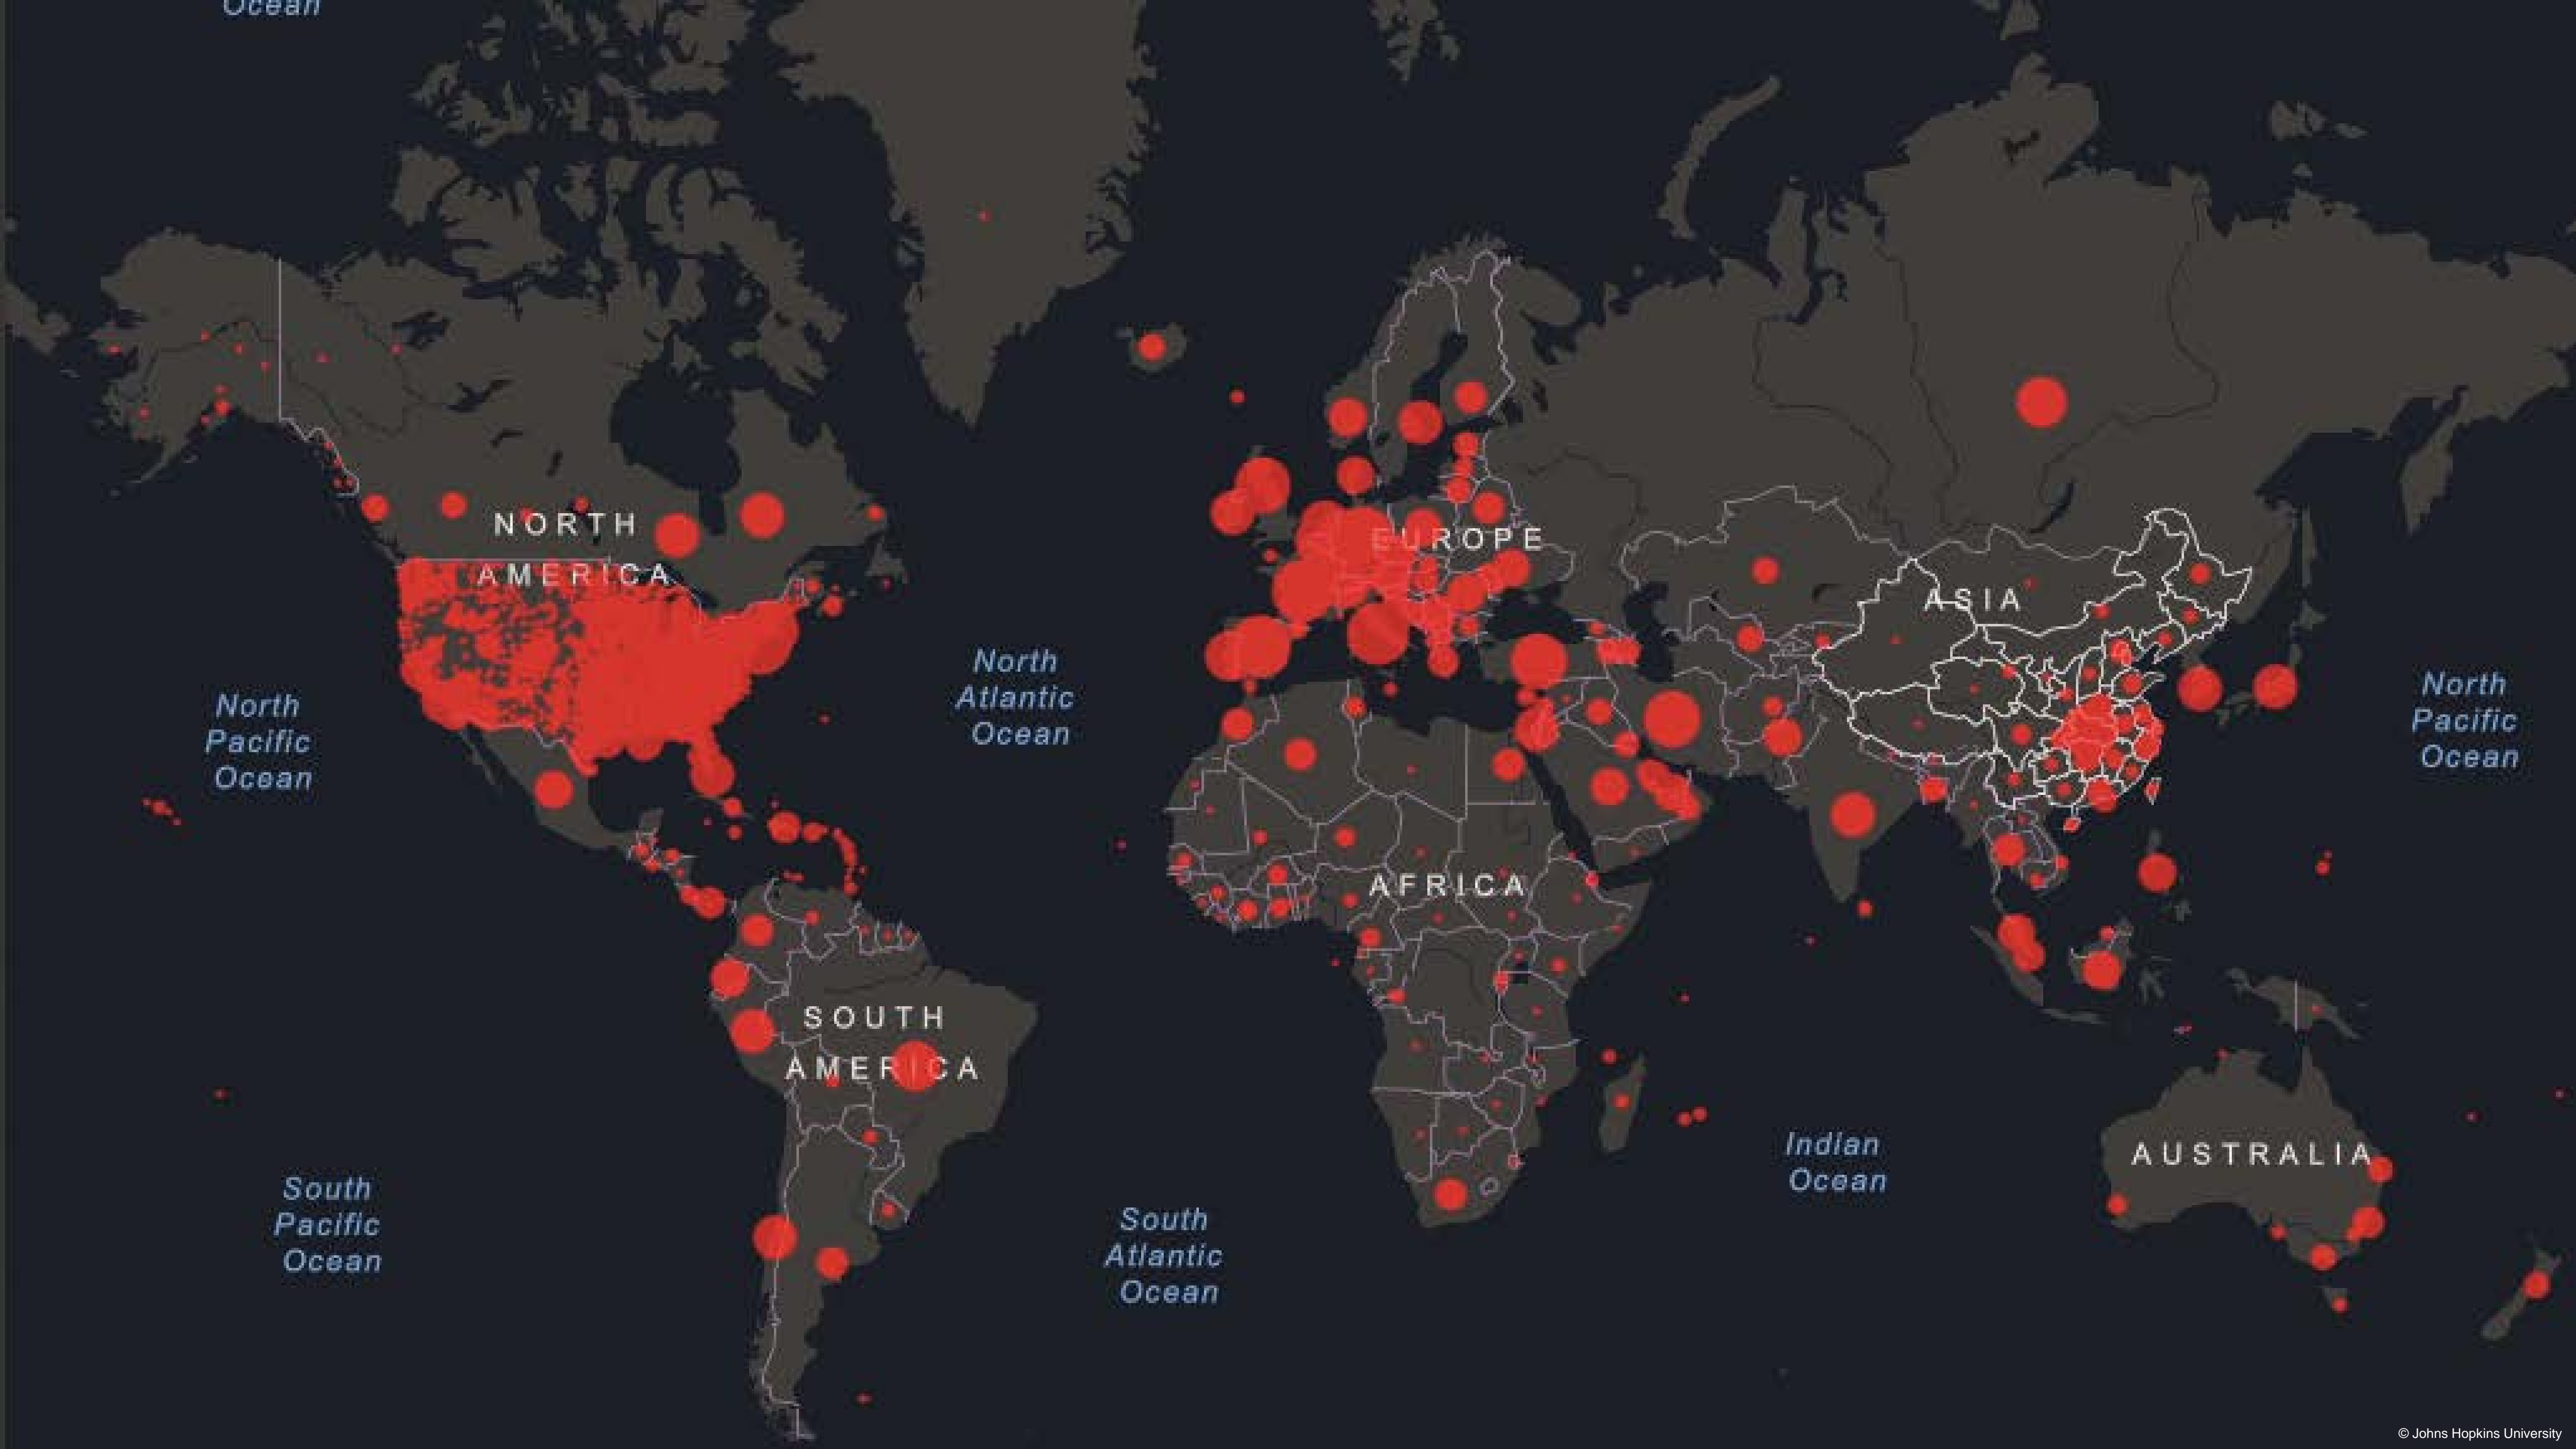 Ocean
NORTH
AMERICA
EUROPE
ASIA
North
Pacific
Ocean
North
Atlantic
Ocean
North
Pacific
Ocean
AFRICA
SOUTH
AMERICA
AUSTRALIA
Indian
Ocean
South
Pacific
Ocean
South
Atlantic
Ocean
© Johns Hopkins University